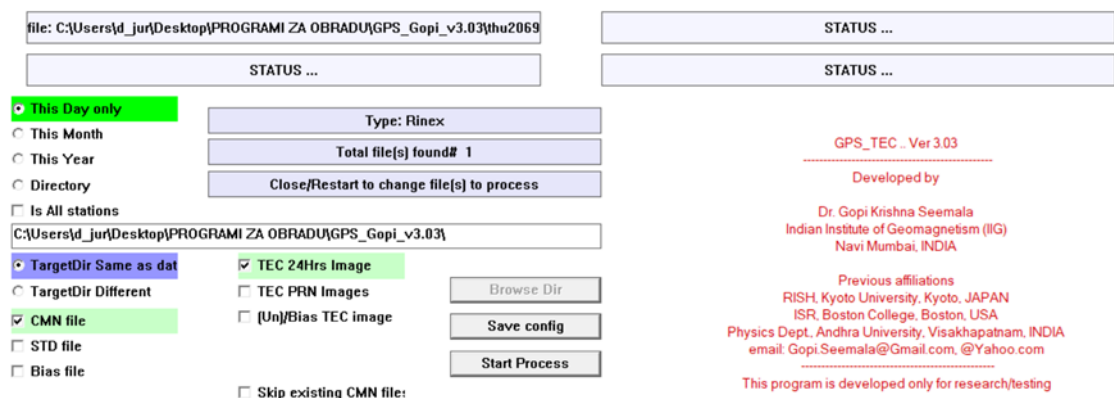 file: C:\Users\d_jur\Desktop\PROGRAMI ZA OBRADU\GPS_Gopi_v3.03\thu2069
STATUS ...
STATUS ...
STATUS ...
This Day only
This Month
This Year
Directory
Is All stations
Type: Rinex
Total file(s) found# 1
Close/Restart to change file(s) to process
C:\Users\d_jur\Desktop\PROGRAMI ZA OBRADU\GPS_Gopi_v3.03\
TargetDir Same as dat
TargetDir Different
CMN file
STD file
Bias file
TEC 24Hrs Image
TEC PRN Images
(Un)/Bias TEC image
Skip existing CMN files
Browse Dir
Save config
Start Process
GPS_TEC .. Ver 3.03
Developed by
Dr. Gopi Krishna Seemala
Indian Institute of Geomagnetism (IIG)
Navi Mumbai, INDIA
Previous affiliations
RISH, Kyoto University, Kyoto, JAPAN
ISR, Boston College, Boston, USA
Physics Dept., Andhra University, Visakhapatnam, INDIA
email: Gopi.Seemala@Gmail.com, @Yahoo.com
This program is developed only for research/testing